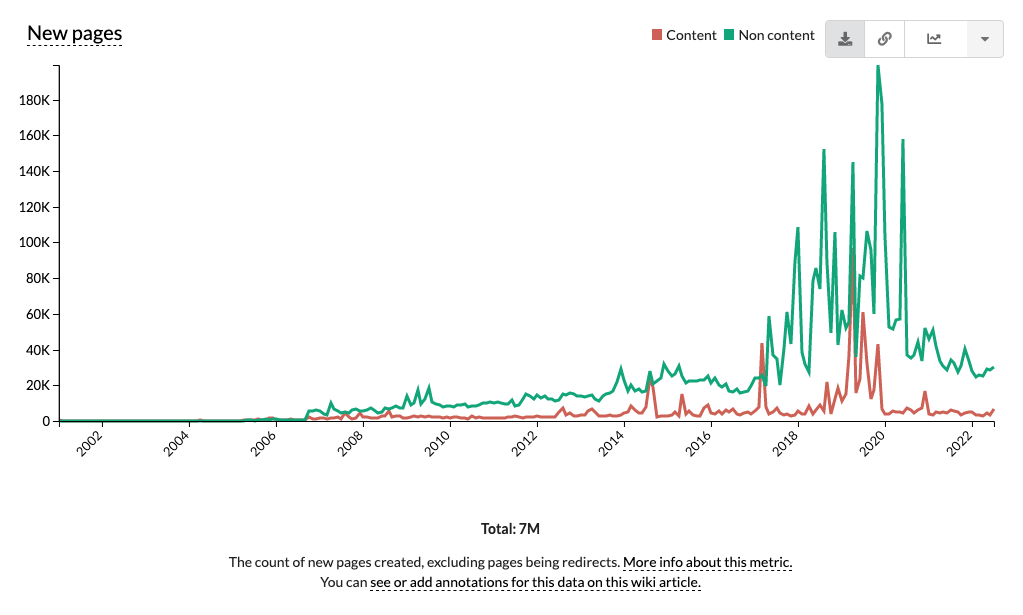 New pages
Content Non content
180K
160K
140K
120K
100K
80K
60K
40K
20K
0
2002 2004 2006 2008 2010 2012 2014 2016 2018 2020 2022
Total: 7M
The count of new pages created, excluding pages being redirects. More info about this metric.
You can see or add annotations for this data on this wiki article.